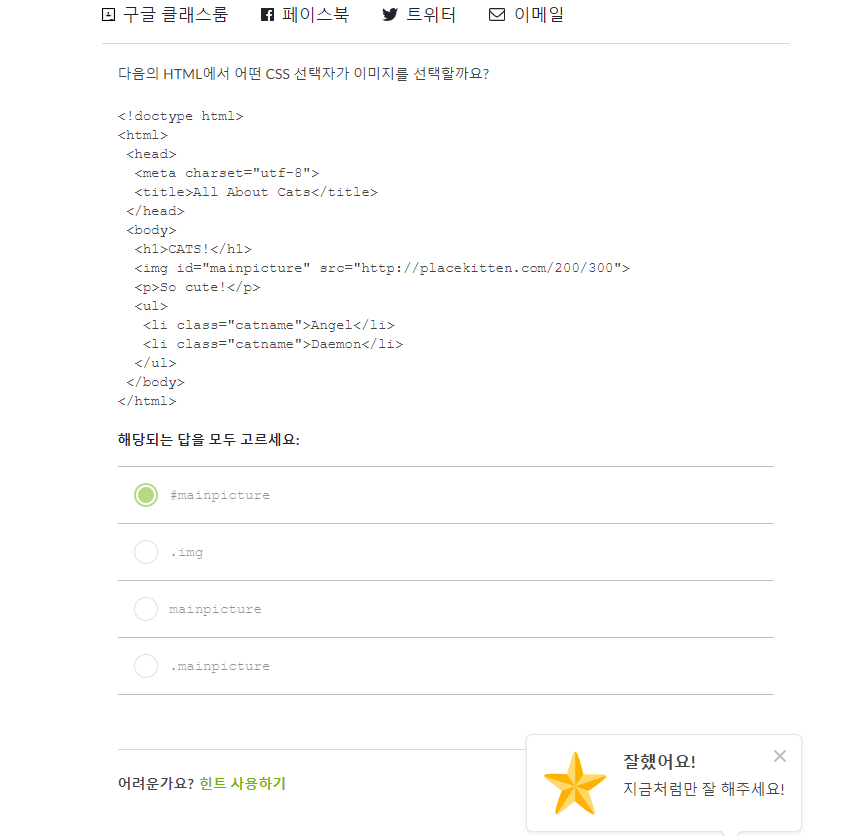 구글 클래스룸 페이스북 트위터 이메일
다음의 HTML에서 어떤 CSS 선택자가 이미지를 선택할까요?
<!doctype html>
<html>
<head>
<meta charset="utf-8">
<title>All About Cats</title>
</head>
<body>
<h1>CATS!</h1>
<img id="mainpicture" src="http://placekitten.com/200/300">
<p>So cute!</p>
<ul>
<li class="catname">Angel</li>
<li class="catname">Daemon</li>
</ul>
</body>
</html>
해당되는 답을 모두 고르세요:
#mainpicture
.img
mainpicture
.mainpicture
어려운가요? 힌트 사용하기
잘했어요!
지금처럼만 잘 해주세요!